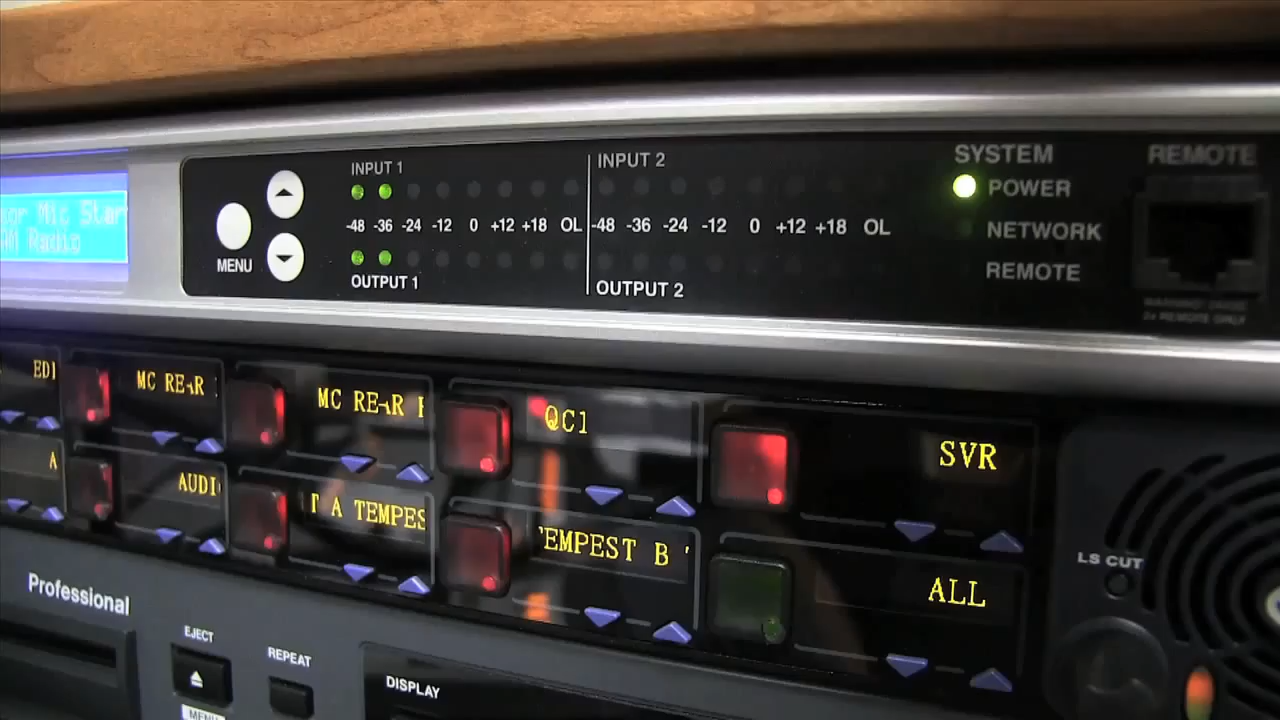 INPUT 1
INPUT 2
SYSTEM
REMOTE
POWER
Mic Star
-48 -36 -24 -12 0 +12 +18 OL
-48 -36 -24 -12 0 +12 +18 OL
NETWORK
Radio
MENU
OUTPUT 1
OUTPUT 2
REMOTE
EDI
MC REAR
MC REAR
QC1
SVR
A
AUDI
A TEMPES
TEMPEST B
ALL
LS CUT
Professional
EJECT
REPEAT
DISPLAY
MENU